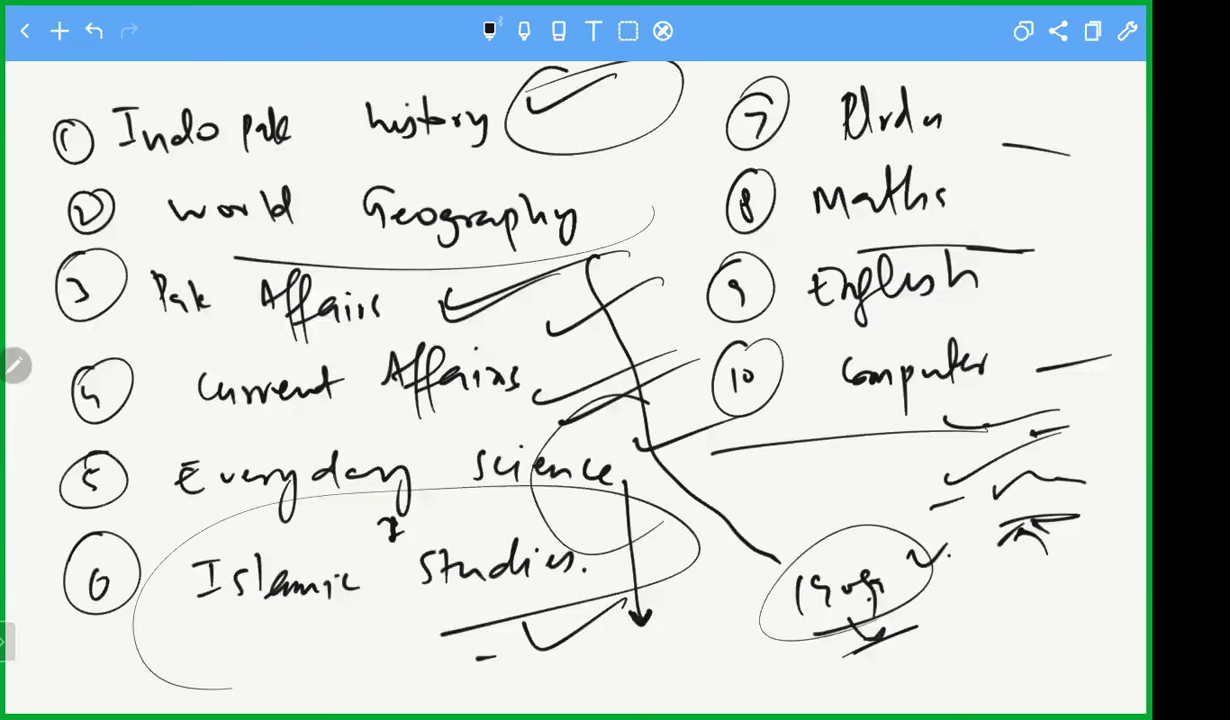 1 Indo Pak history
2 World Geography
3 Pak Affairs
4 Current Affairs
5 Everyday science
6 Islamic Studies.
7 Urdu
8 Maths
9 English
10 Computer
T